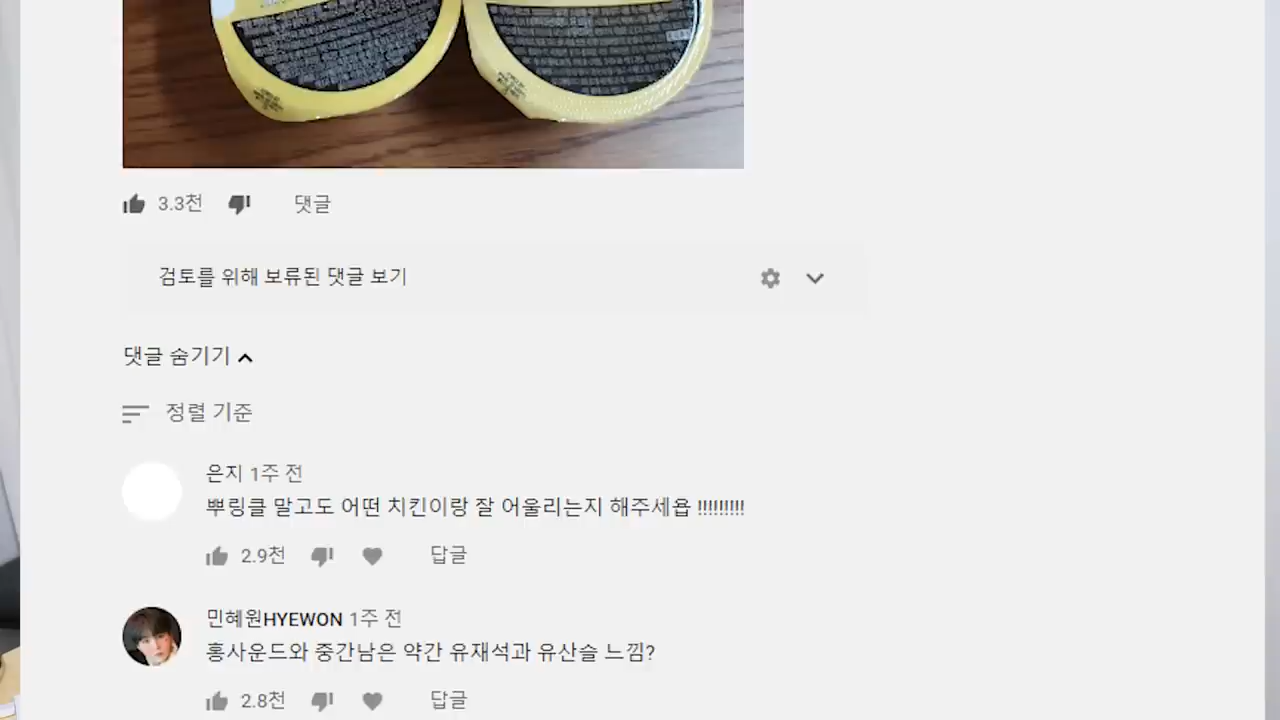 3.3천 댓글
검토를 위해 보류된 댓글 보기
댓글 숨기기
정렬 기준
은지 1주 전
뿌링클 말고도 어떤 치킨이랑 잘 어울리는지 해주세욥 !!!!!!!!!
2.9천 답글
민혜원HYEWON 1주 전
홍사운드와 중간남은 약간 유재석과 유산슬 느낌?
2.8천 답글